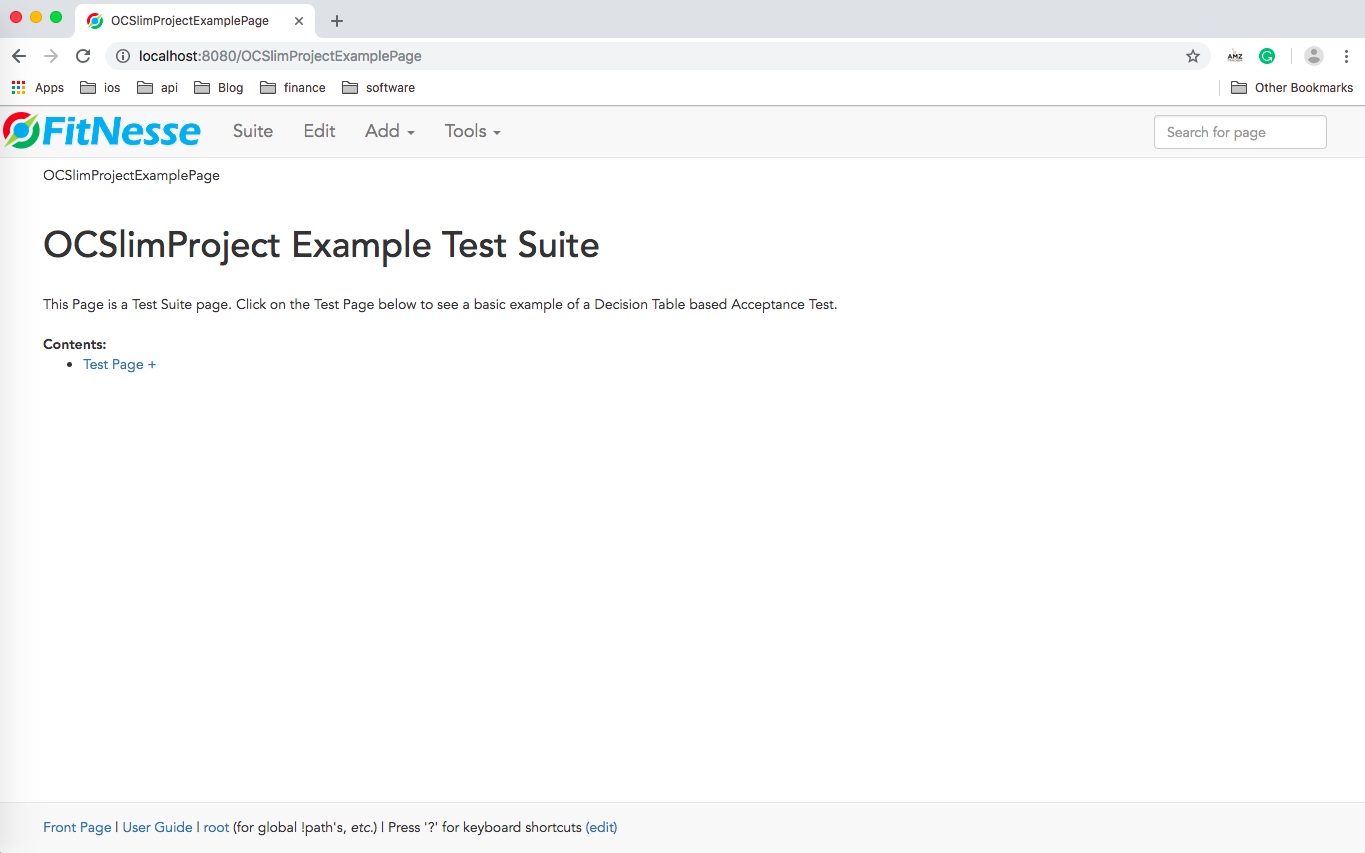 OCSlimProjectExamplePage
localhost:8080/OCSlimProjectExamplePage
AMZ
Apps ios api Blog finance software Other Bookmarks
FitNesse Suite Edit Add Tools Search for page
OCSlimProjectExamplePage
OCSlimProject Example Test Suite
This Page is a Test Suite page. Click on the Test Page below to see a basic example of a Decision Table based Acceptance Test.
Contents:
• Test Page +
Front Page | User Guide | root (for global !path's, etc.) | Press '?' for keyboard shortcuts (edit)